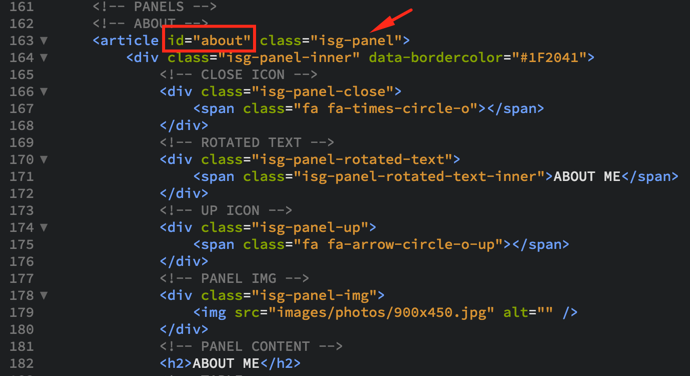 161 <!-- PANELS -->
162 <!-- ABOUT -->
163 <article id="about" class="isg-panel">
164 <div class="isg-panel-inner" data-bordercolor="#1F2041">
165 <!-- CLOSE ICON -->
166 <div class="isg-panel-close">
167 <span class="fa fa-times-circle-o"></span>
168 </div>
169 <!-- ROTATED TEXT -->
170 <div class="isg-panel-rotated-text">
171 <span class="isg-panel-rotated-text-inner">ABOUT ME</span>
172 </div>
173 <!-- UP ICON -->
174 <div class="isg-panel-up">
175 <span class="fa fa-arrow-circle-o-up"></span>
176 </div>
177 <!-- PANEL IMG -->
178 <div class="isg-panel-img">
179 <img src="images/photos/900x450.jpg" alt="" />
180 </div>
181 <!-- PANEL CONTENT -->
182 <h2>ABOUT ME</h2>